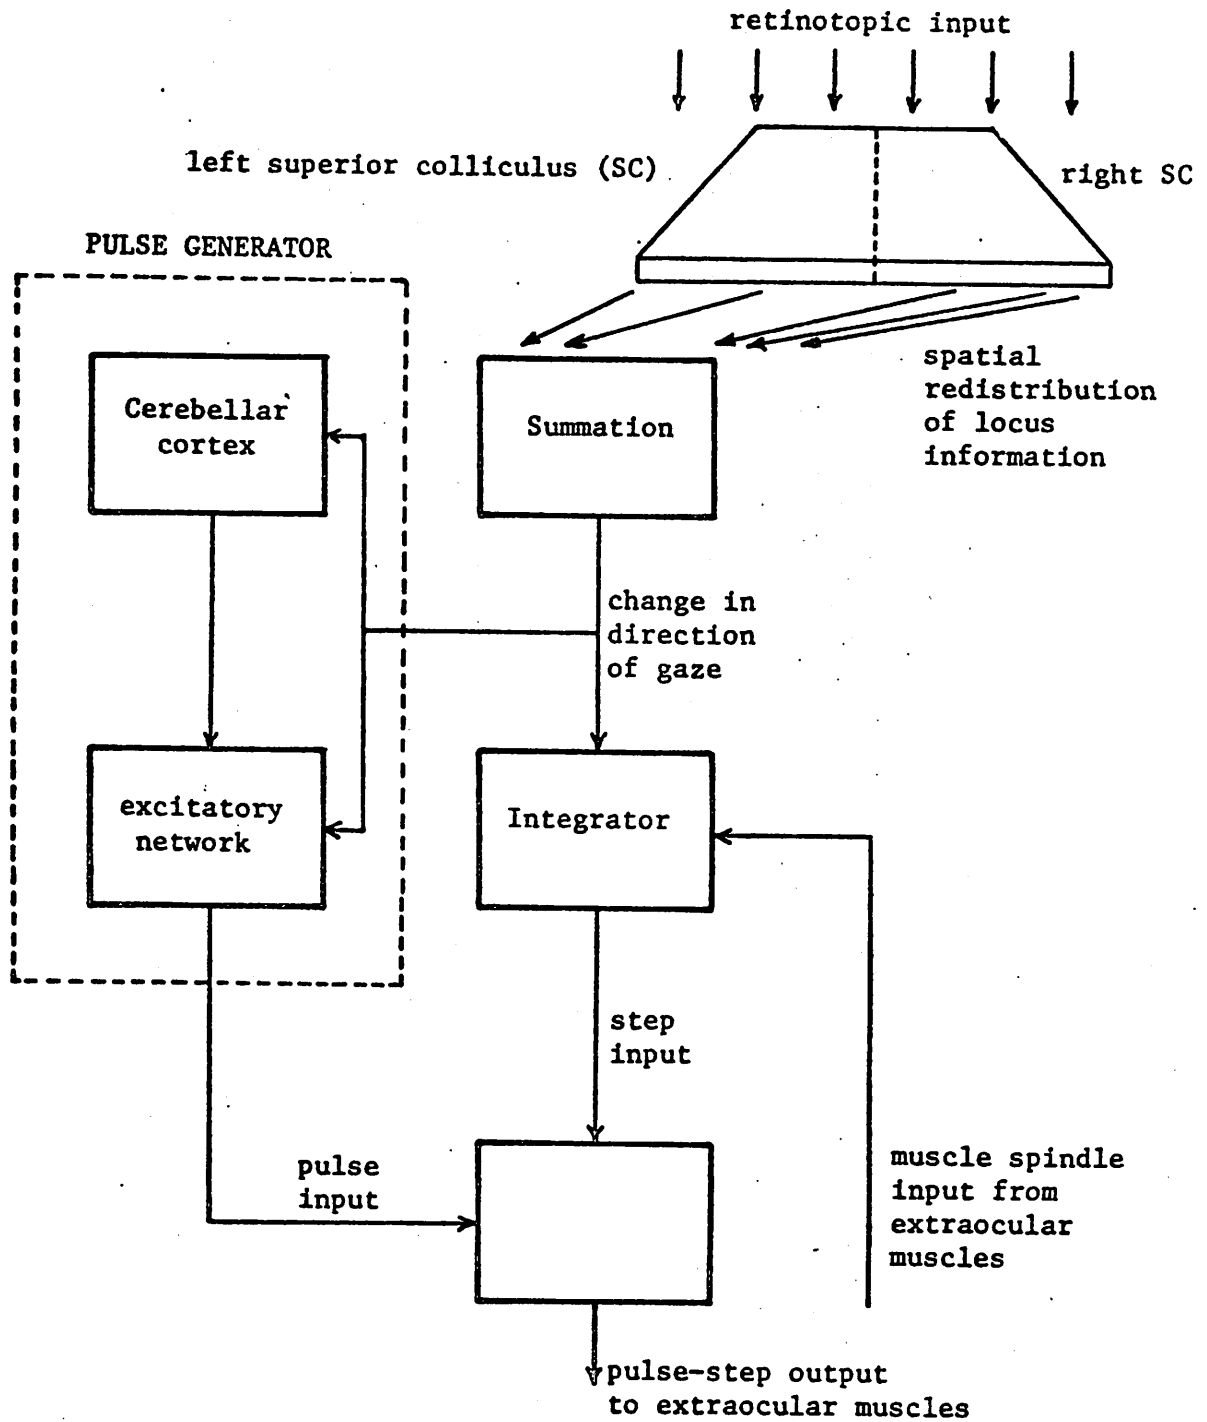 retinotopic input
left superior colliculus (SC)
right SC
PULSE GENERATOR
spatial
redistribution
of locus
information
Cerebellar
cortex
Summation
change in
direction
of gaze
excitatory
network
Integrator
step
input
pulse
input
muscle spindle
input from
extraocular
muscles
pulse-step output
to extraocular muscles